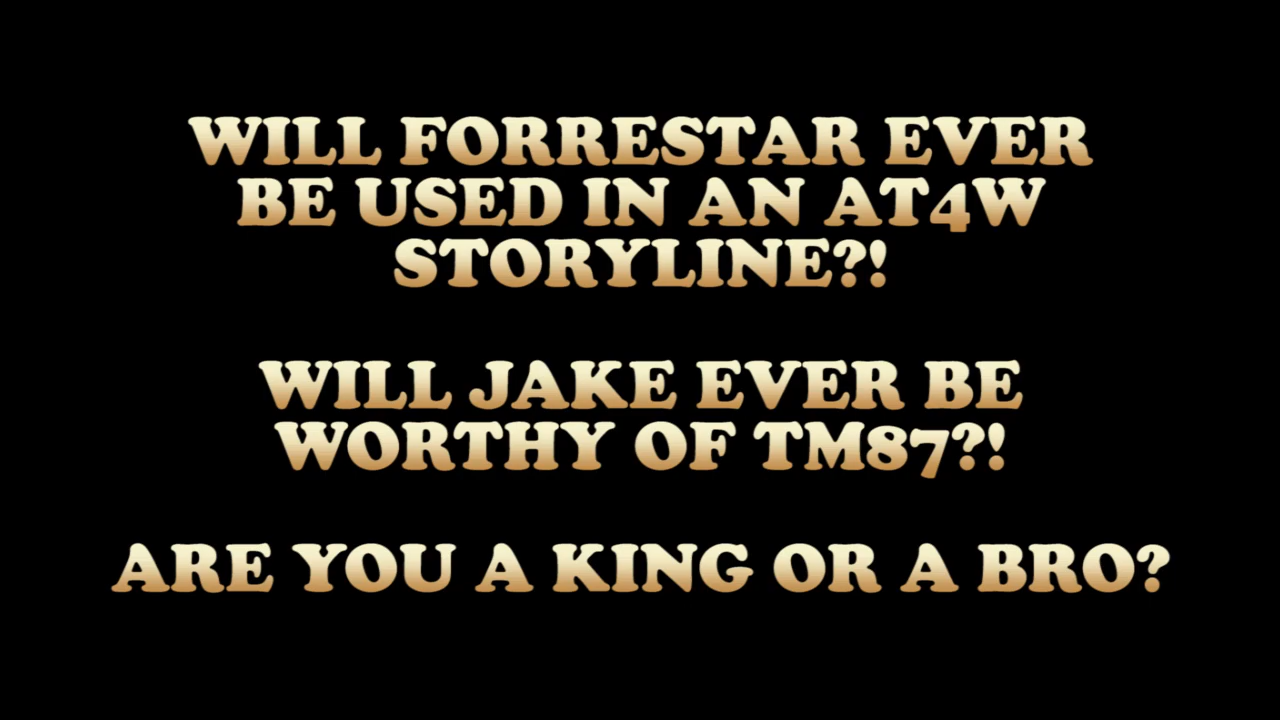 WILL FORRESTAR EVER
BE USED IN AN AT4W
STORYLINE?!
WILL JAKE EVER BE
WORTHY OF TM87?!
ARE YOU A KING OR A BRO?